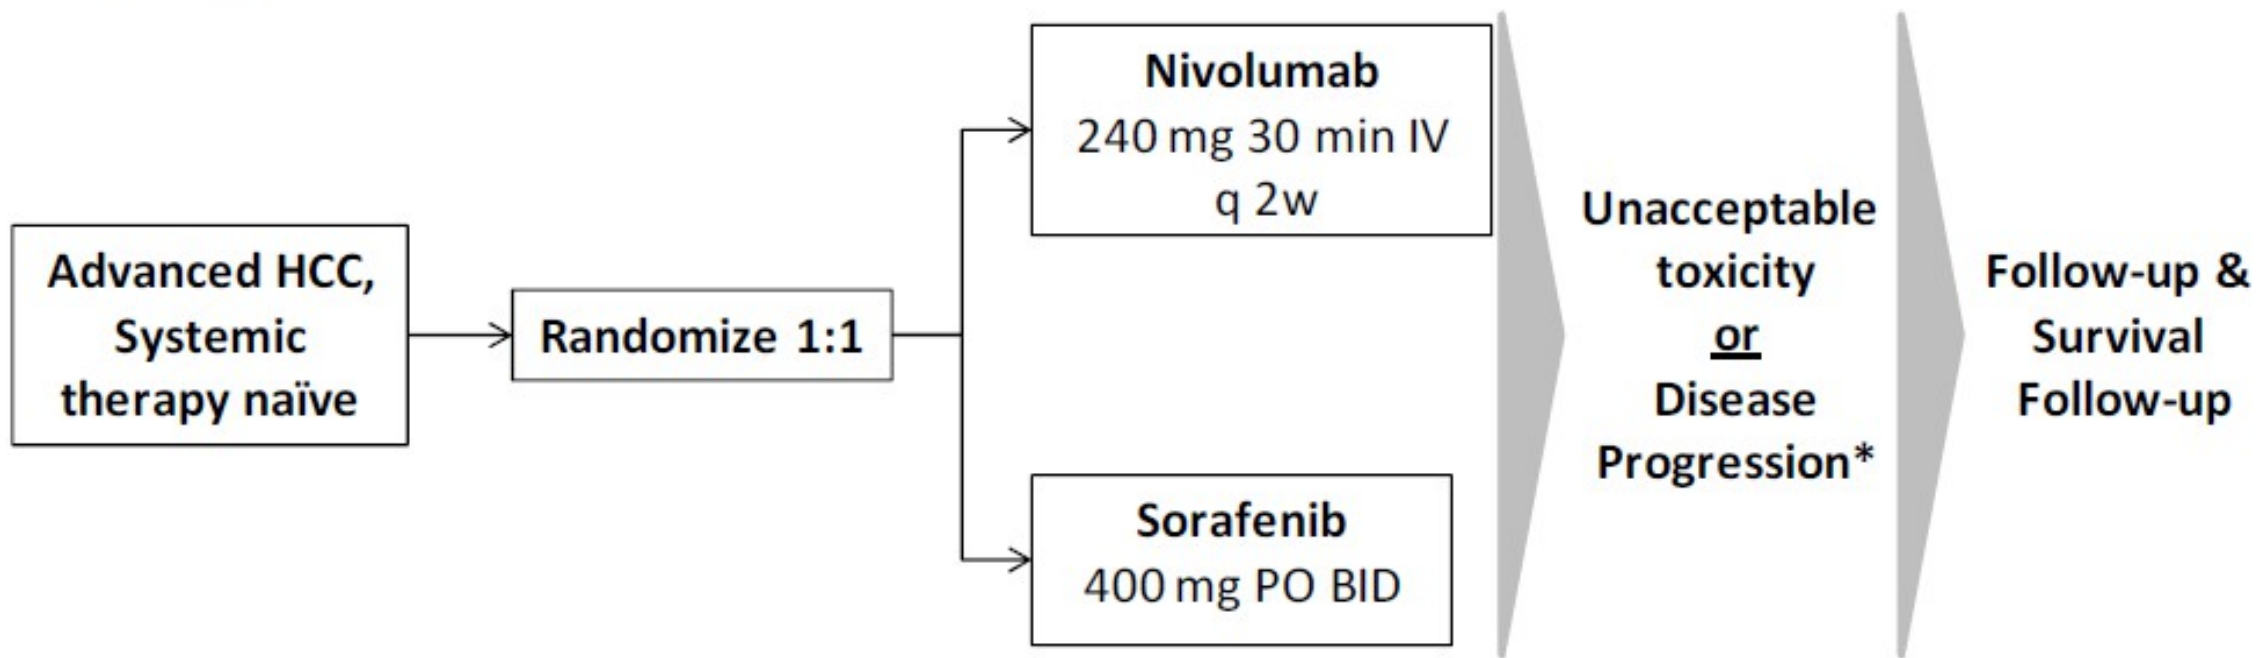 Advanced HCC,
Systemic
therapy naïve
Randomize 1:1
Nivolumab
240 mg 30 min IV
q 2w
Sorafenib
400 mg PO BID
Unacceptable
toxicity
or
Disease
Progression*
Follow-up &
Survival
Follow-up